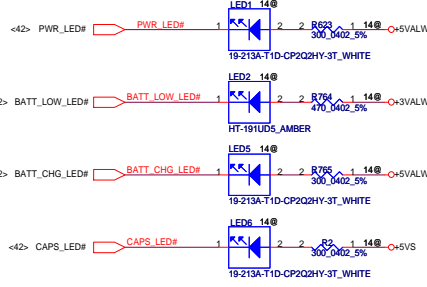 LED1 14@
<42> PWR_LED# PWR_LED# 1 2 2 R623 1 14@ +5VALW
300_0402_5%
19-213A-T1D-CP2Q2HY-3T_WHITE
LED2 14@
2> BATT_LOW_LED# BATT_LOW_LED# 1 2 2 R764 1 14@ +3VALW
470_0402_5%
HT-191UD5_AMBER
LED5 14@
2> BATT_CHG_LED# BATT_CHG_LED# 1 2 2 R765 1 14@ +5VALW
300_0402_5%
19-213A-T1D-CP2Q2HY-3T_WHITE
LED6 14@
<42> CAPS_LED# CAPS_LED# 1 2 2 R2 1 14@ +5VS
300_0402_5%
19-213A-T1D-CP2Q2HY-3T_WHITE